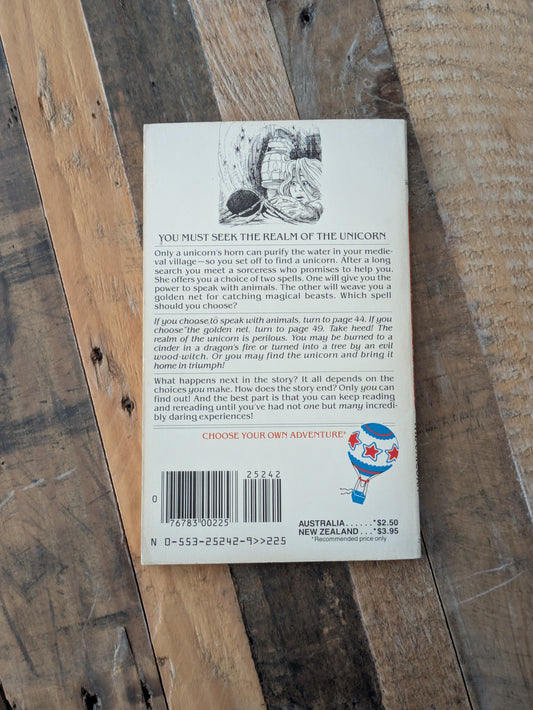 YOU MUST SEEK THE REALM OF THE UNICORN
Only a unicorn's horn can purify the water in your medie-
val village—so you set off to find a unicorn. After a long
search you meet a sorceress who promises to help you.
She offers you a choice of two spells. One will give you the
power to speak with animals. The other will weave you a
golden net for catching magical beasts. Which spell
should you choose?
If you choose to speak with animals, turn to page 44. If you
choose the golden net, turn to page 49. Take heed! The
realm of the unicorn is perilous. You may be burned to a
cinder in a dragon's fire or turned into a tree by an evil
wood-witch. Or you may find the unicorn and bring it
home in triumph!
What happens next in the story? It all depends on the
choices you make. How does the story end? Only you can
find out! And the best part is that you can keep reading
and rereading until you've had not one but many incredi-
bly daring experiences!
CHOOSE YOUR OWN ADVENTURE®
25242
0
76783 00225
N 0-553-25242-9>>225
AUSTRALIA......*$2.50
NEW ZEALAND...*$3.95
*Recommended price only